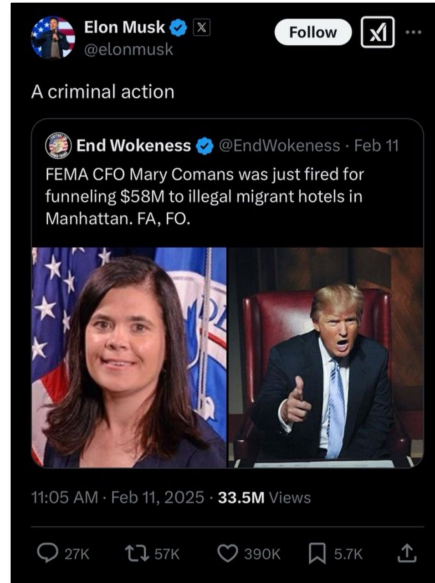 Elon Musk X
Follow
@elonmusk
A criminal action
End Wokeness @EndWokeness · Feb 11
FEMA CFO Mary Comans was just fired for
funneling $58M to illegal migrant hotels in
Manhattan. FA, FO.
11:05 AM · Feb 11, 2025 · 33.5M Views
27K 57K 390K 5.7K